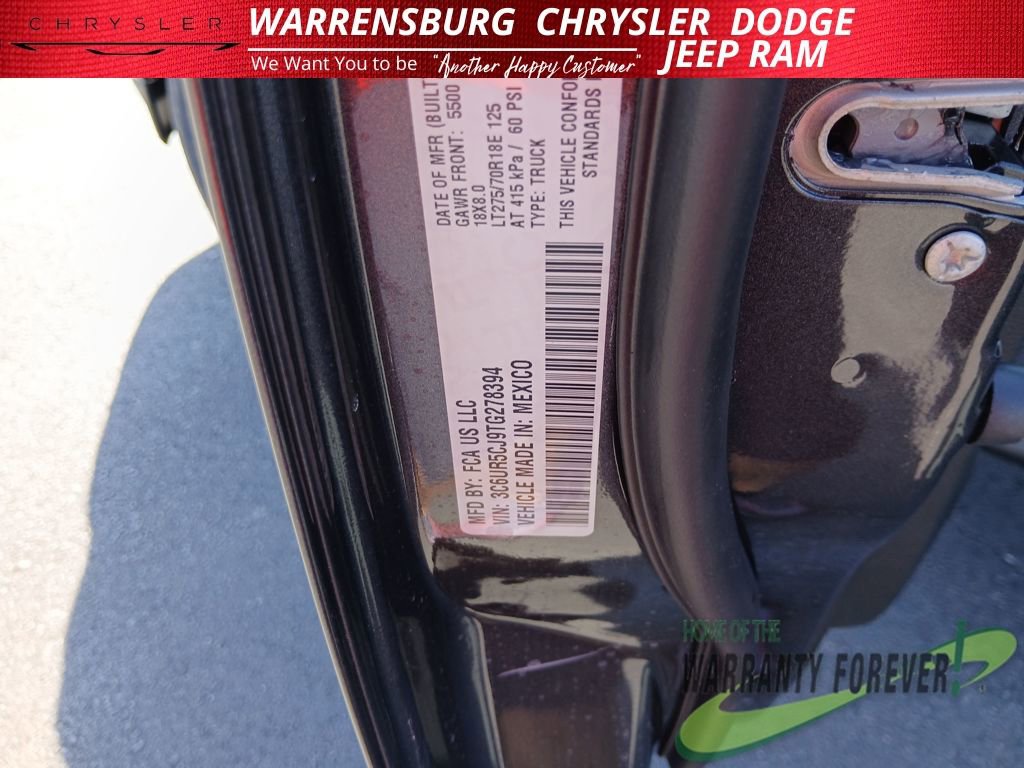 CHRYSLER
WARRENSBURG CHRYSLER DODGE
JEEP RAM
We Want You to be "Another Happy Customer"
MFD BY: FCA US LLC
VIN: 3C6UR5CJ9TG278394
VEHICLE MADE IN: MEXICO
DATE OF MFR (BUILT
GAWR FRONT: 5500
18X8.0
LT275/70R18E 125
AT 415 kPa / 60 PSI
TYPE: TRUCK
THIS VEHICLE CONFO
STANDARDS
HOME OF THE
WARRANTY FOREVER!